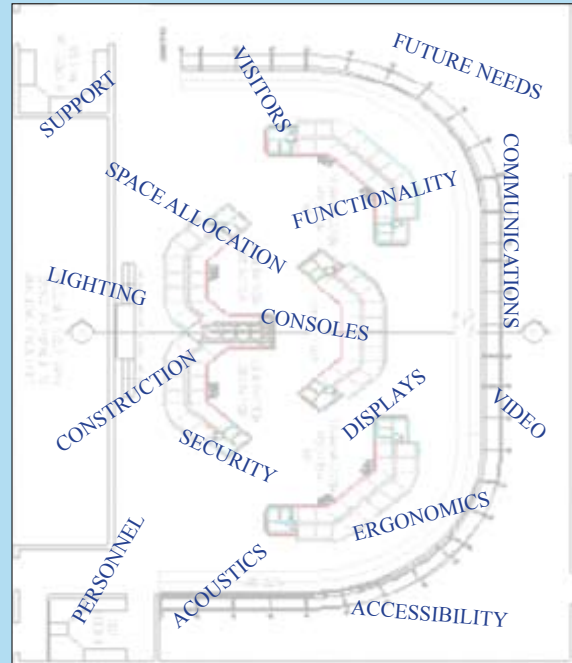 FUTURE NEEDS
VISITORS
SUPPORT
COMMUNICATIONS
SPACE ALLOCATION
FUNCTIONALITY
LIGHTING
CONSOLES
CONSTRUCTION
DISPLAYS
VIDEO
SECURITY
ERGONOMICS
PERSONNEL
ACOUSTICS
ACCESSIBILITY